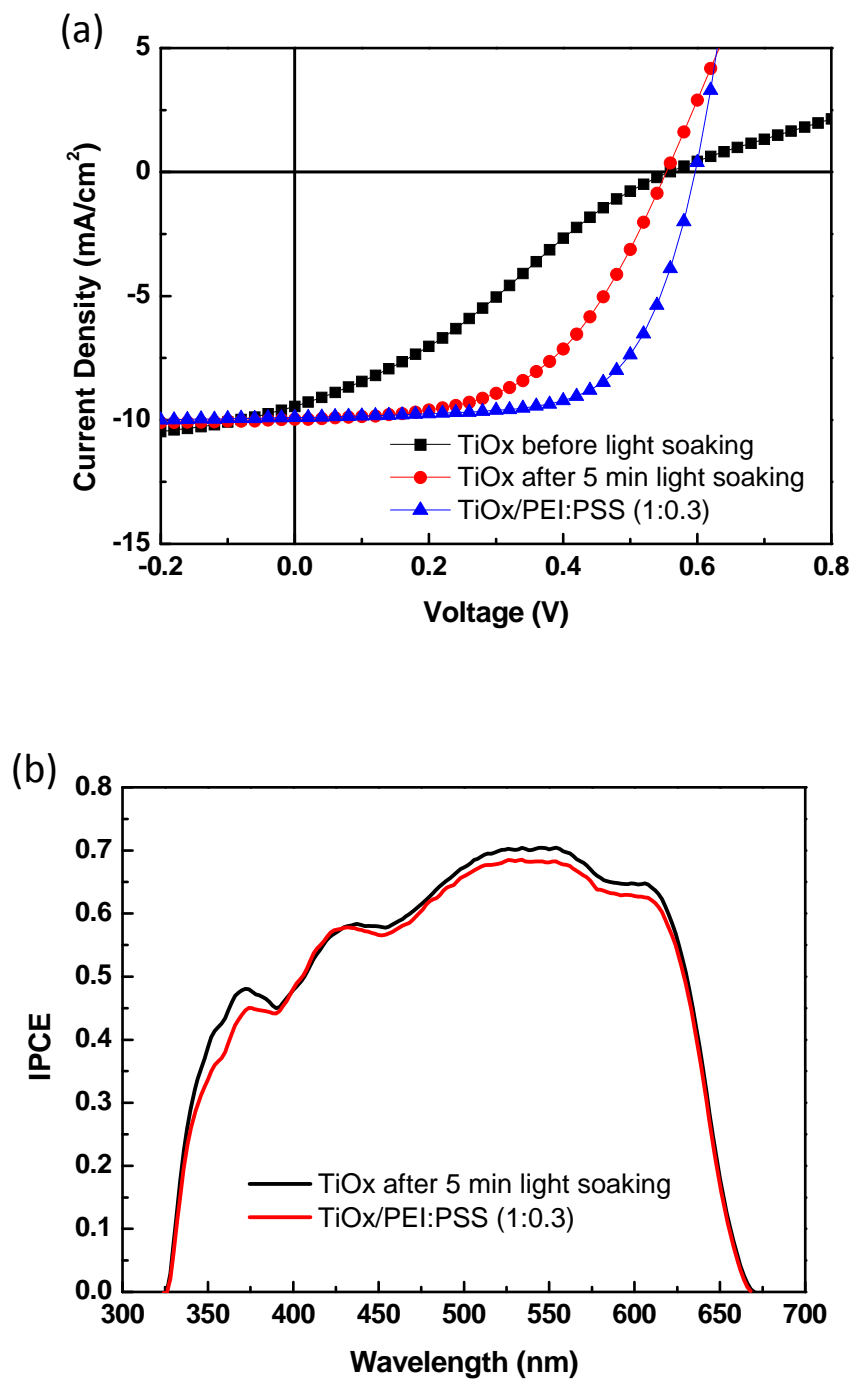 (a)
5
0
-5
-10
-15
Current Density (mA/cm²)
TiOx before light soaking
TiOx after 5 min light soaking
TiOx/PEI:PSS (1:0.3)
-0.2 0.0 0.2 0.4 0.6 0.8
Voltage (V)
(b)
0.8
0.7
0.6
0.5
0.4
0.3
0.2
0.1
0.0
IPCE
TiOx after 5 min light soaking
TiOx/PEI:PSS (1:0.3)
300 350 400 450 500 550 600 650 700
Wavelength (nm)